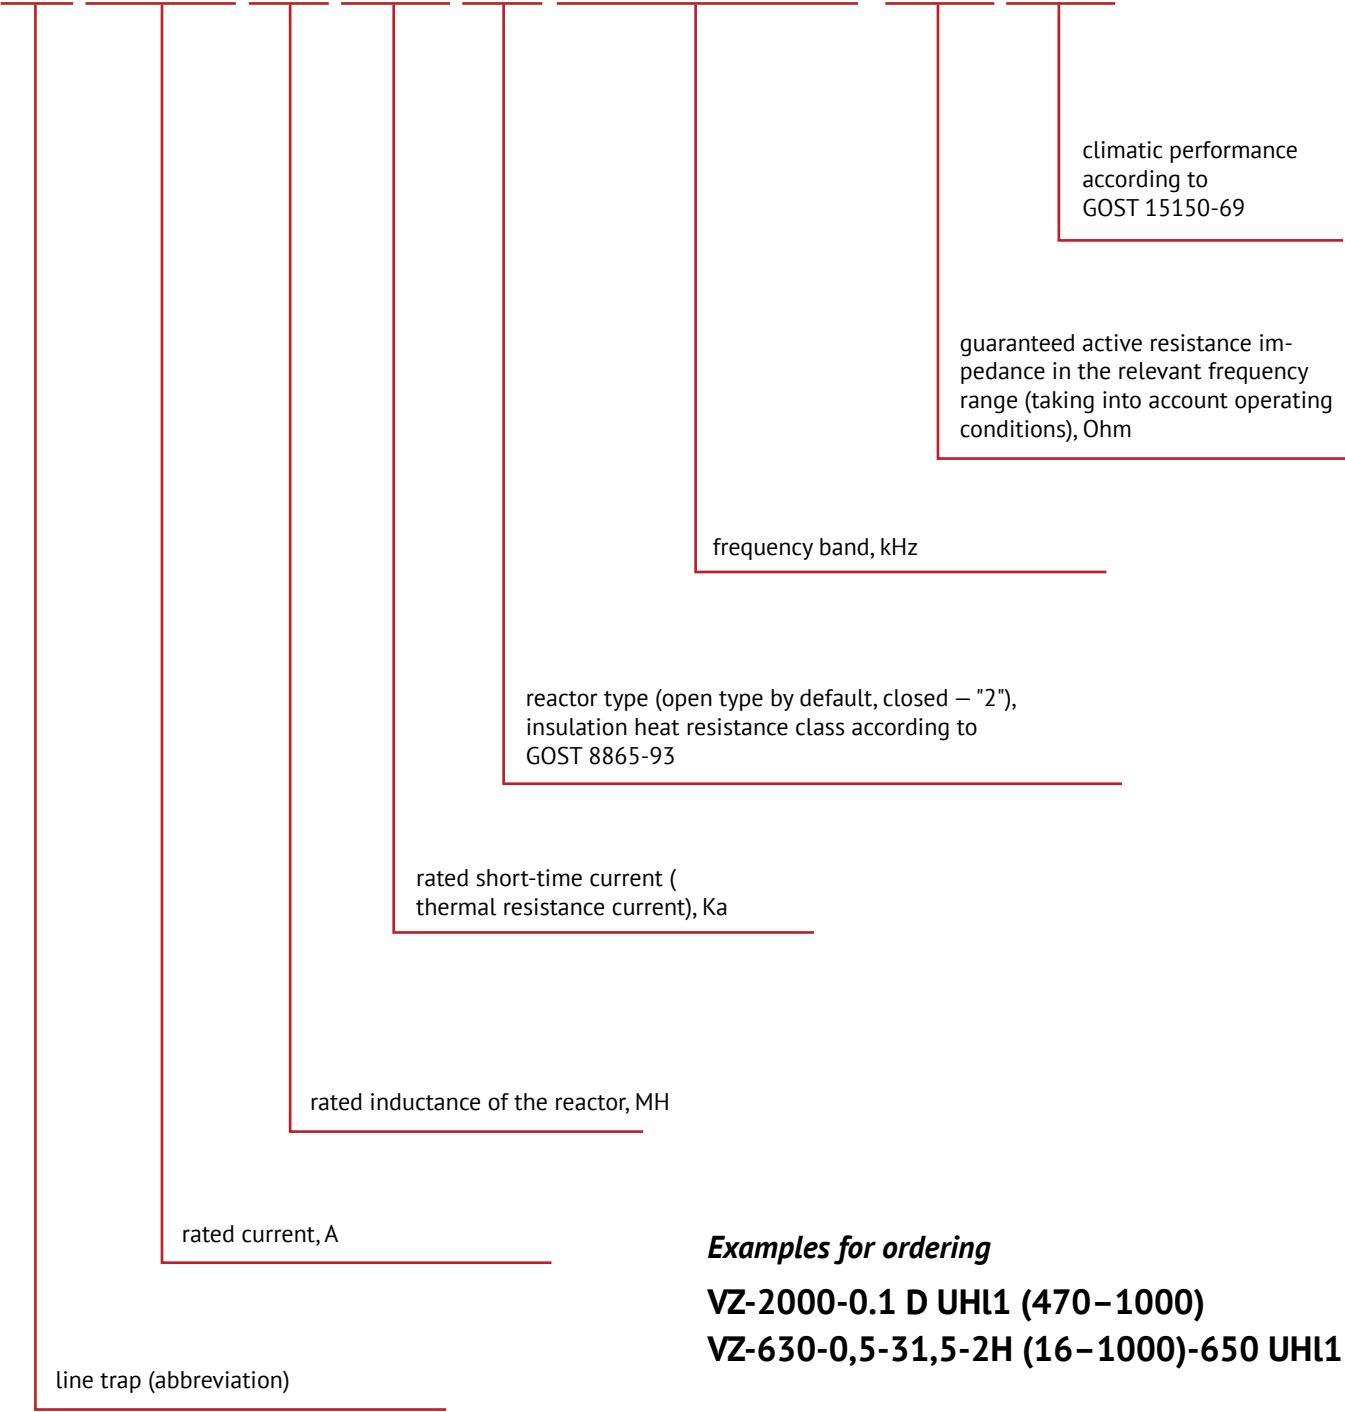 climatic performance
according to
GOST 15150-69
guaranteed active resistance im-
pedance in the relevant frequency
range (taking into account operating
conditions), Ohm
frequency band, kHz
reactor type (open type by default, closed — "2"),
insulation heat resistance class according to
GOST 8865-93
rated short-time current (
thermal resistance current), Ka
rated inductance of the reactor, MH
rated current, A
Examples for ordering
VZ-2000-0.1 D UHl1 (470–1000)
VZ-630-0,5-31,5-2H (16–1000)-650 UHl1
line trap (abbreviation)